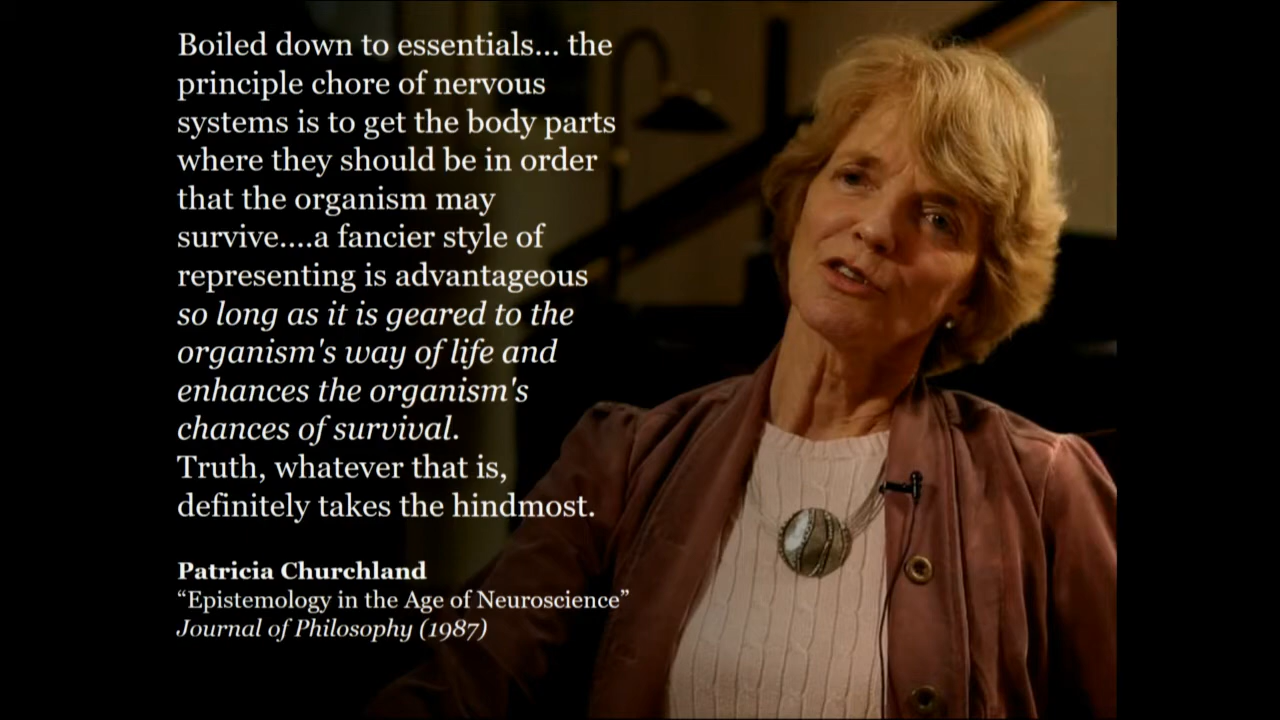 Boiled down to essentials... the
principle chore of nervous
systems is to get the body parts
where they should be in order
that the organism may
survive....a fancier style of
representing is advantageous
so long as it is geared to the
organism's way of life and
enhances the organism's
chances of survival.
Truth, whatever that is,
definitely takes the hindmost.
Patricia Churchland
“Epistemology in the Age of Neuroscience”
Journal of Philosophy (1987)